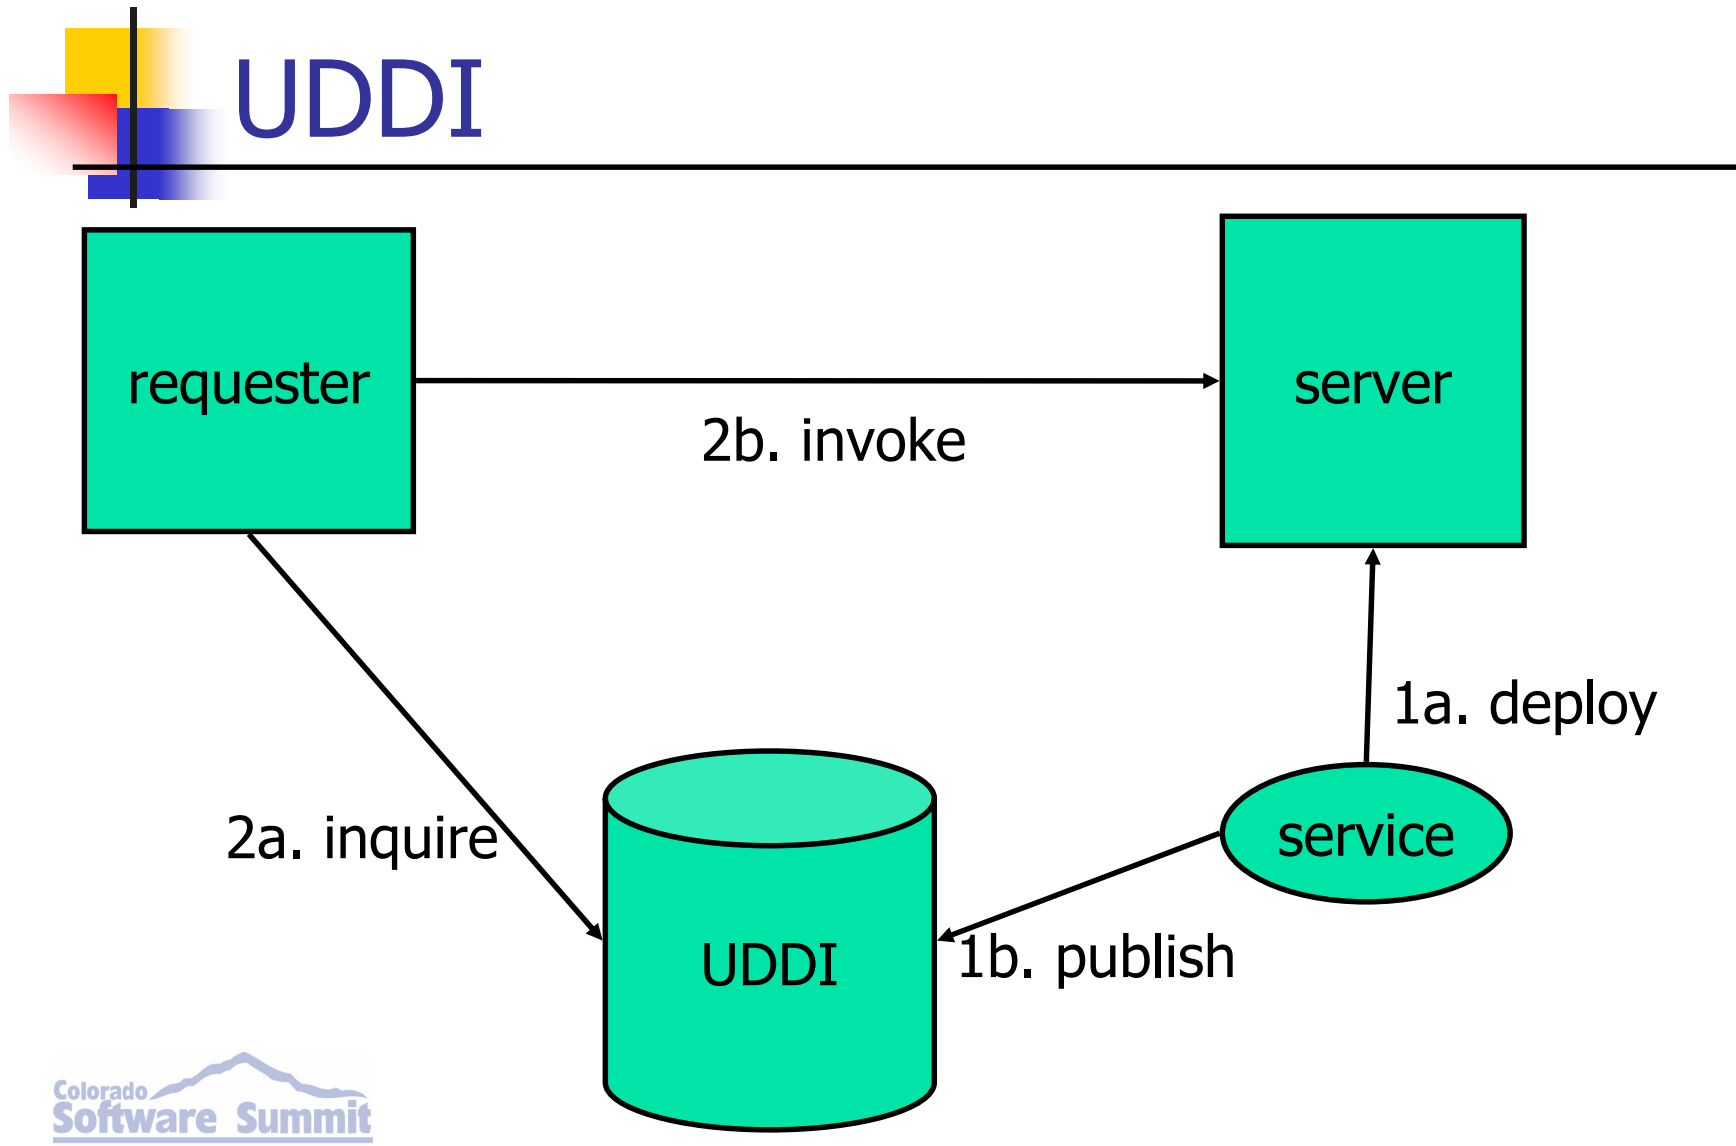 UDDI
requester
server
2b. invoke
1a. deploy
2a. inquire
service
UDDI
1b. publish
Colorado
Software Summit